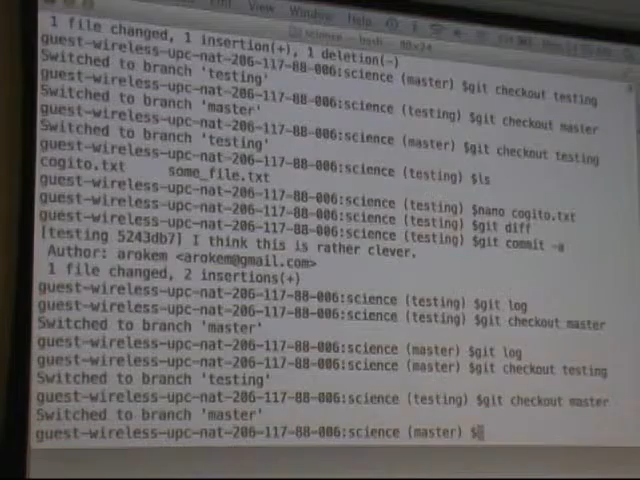 View Window Help
science — bash — 80×24
1 file changed, 1 insertion(+), 1 deletion(-)
guest-wireless-upc-nat-206-117-88-006:science (master) $git checkout testing
Switched to branch 'testing'
guest-wireless-upc-nat-206-117-88-006:science (testing) $git checkout master
Switched to branch 'master'
guest-wireless-upc-nat-206-117-88-006:science (master) $git checkout testing
Switched to branch 'testing'
guest-wireless-upc-nat-206-117-88-006:science (testing) $ls
cogito.txt some_file.txt
guest-wireless-upc-nat-206-117-88-006:science (testing) $nano cogito.txt
guest-wireless-upc-nat-206-117-88-006:science (testing) $git diff
guest-wireless-upc-nat-206-117-88-006:science (testing) $git commit -a
[testing 5243db7] I think this is rather clever.
Author: arokem <arokem@gmail.com>
1 file changed, 2 insertions(+)
guest-wireless-upc-nat-206-117-88-006:science (testing) $git log
guest-wireless-upc-nat-206-117-88-006:science (testing) $git checkout master
Switched to branch 'master'
guest-wireless-upc-nat-206-117-88-006:science (master) $git log
guest-wireless-upc-nat-206-117-88-006:science (master) $git checkout testing
Switched to branch 'testing'
guest-wireless-upc-nat-206-117-88-006:science (testing) $git checkout master
Switched to branch 'master'
guest-wireless-upc-nat-206-117-88-006:science (master) $